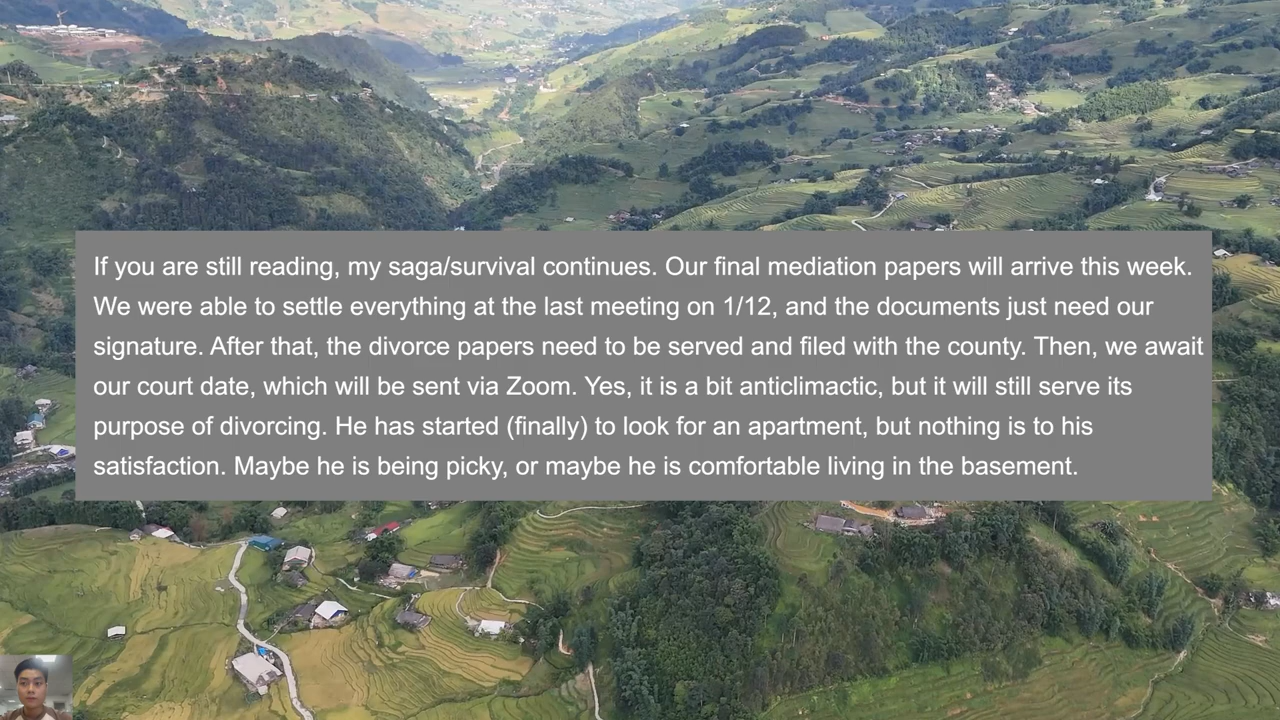 If you are still reading, my saga/survival continues. Our final mediation papers will arrive this week.
We were able to settle everything at the last meeting on 1/12, and the documents just need our
signature. After that, the divorce papers need to be served and filed with the county. Then, we await
our court date, which will be sent via Zoom. Yes, it is a bit anticlimactic, but it will still serve its
purpose of divorcing. He has started (finally) to look for an apartment, but nothing is to his
satisfaction. Maybe he is being picky, or maybe he is comfortable living in the basement.